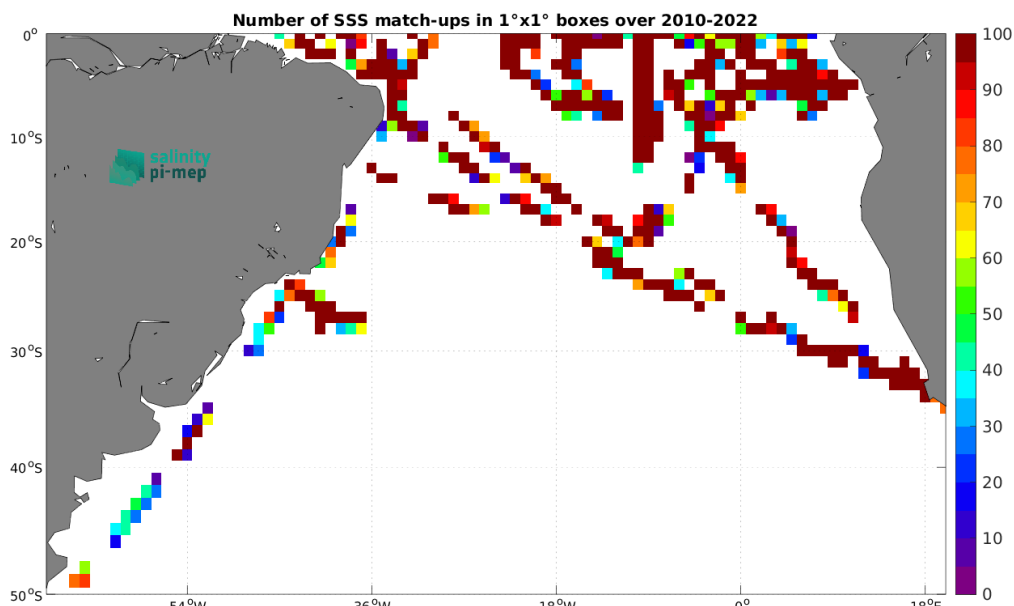 Number of SSS match-ups in 1°x1° boxes over 2010-2022
0°
10°S
20°S
30°S
40°S
50°S
54°W
36°W
18°W
0°
18°E
salinity
pi-mep
100
90
80
70
60
50
40
30
20
10
0